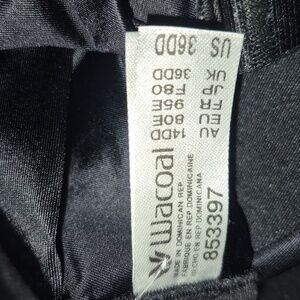 US 36DD
UK 36DD
JP F80
FR 95E
EU 80E
AU 14DD
wacoal
MADE IN DOMINICAN REP.
FABRIQUE EN REP. DOMINICAINE
HECHO EN REP. DOMINICANA
853397